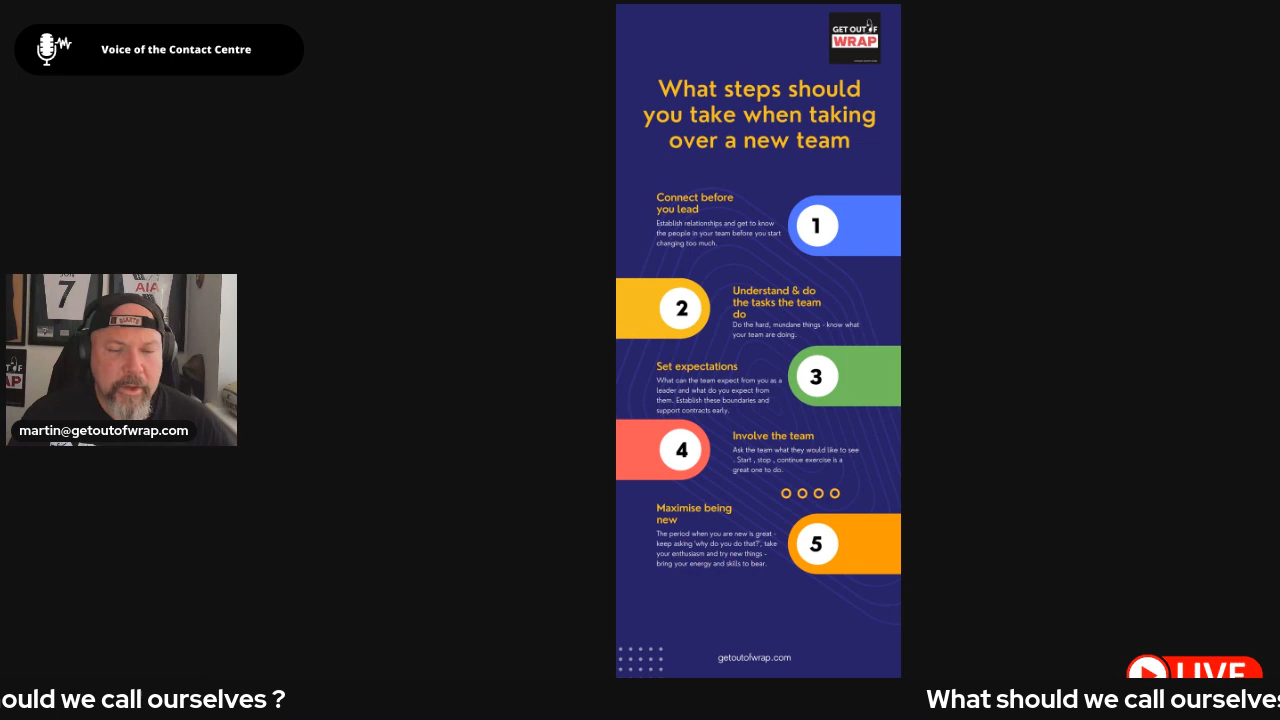 Voice of the Contact Centre
GET OUT OF
WRAP
What steps should
you take when taking
over a new team
Connect before
you lead
Establish relationships and get to know
the people in your team before you start
changing too much.
1
2
Understand & do
the tasks the team
do
Do the hard, mundane things - know what
your team are doing.
Set expectations
What can the team expect from you as a
leader and what do you expect from
them. Establish these boundaries and
support contracts early.
3
4
Involve the team
Ask the team what they would like to see
. Start , stop , continue exercise is a
great one to do.
Maximise being
new
The period when you are new is great -
keep asking 'why do you do that?', take
your enthusiasm and try new things -
bring your energy and skills to bear.
5
getoutofwrap.com
7
AIA
artin@getoutofwrap.com
LIVE
ould we call ourselves ?
What should we call ourselves